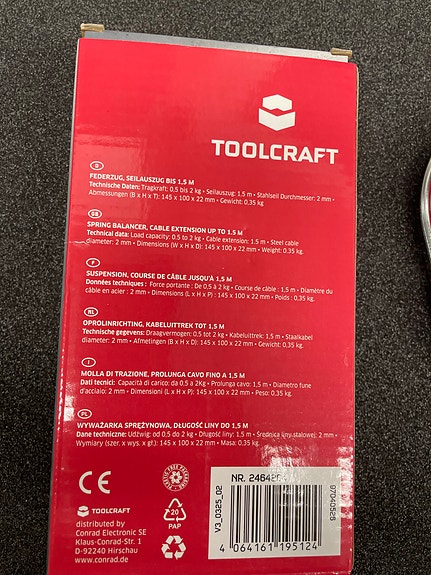 TOOLCRAFT
D
FEDERZUG, SEILAUSZUG BIS 1,5 M
Technische Daten: Tragkraft: 0,5 bis 2 kg • Seilauszug: 1,5 m • Stahlseil Durchmesser: 2 mm •
Abmessungen (B x H x T): 145 x 100 x 22 mm • Gewicht: 0,35 kg
GB
SPRING BALANCER, CABLE EXTENSION UP TO 1.5 M
Technical data: Load capacity: 0.5 to 2 kg • Cable extension: 1.5 m • Steel cable
diameter: 2 mm • Dimensions (W x H x D): 145 x 100 x 22 mm • Weight: 0.35 kg.
F
SUSPENSION, COURSE DE CÂBLE JUSQU'À 1,5 M
Données techniques : Force portante : De 0,5 à 2 kg • Course de câble : 1,5 m • Diamètre du
câble en acier : 2 mm • Dimensions (L x H x P) : 145 x 100 x 22 mm • Poids : 0,35 kg.
NL
OPROLINRICHTING, KABELUITTREK TOT 1,5 M
Technische gegevens: Draagvermogen: 0,5 tot 2 kg • Kabeluittrek: 1,5 m • Staalkabel
diameter: 2 mm • Afmetingen (B x H x D): 145 x 100 x 22 mm • Gewicht: 0,35 kg.
I
MOLLA DI TRAZIONE, PROLUNGA CAVO FINO A 1,5 M
Dati tecnici: Capacità di carico: da 0,5 a 2Kg • Prolunga cavo: 1,5 m • Diametro fune
d'acciaio: 2 mm • Dimensioni (L x H x P): 145 x 100 x 22 mm • Peso: 0,35 kg.
PL
WYWAŻARKA SPRĘŻYNOWA, DŁUGOŚĆ LINY DO 1,5 M
Dane techniczne: Udźwig: od 0,5 do 2 kg • Długość liny: 1,5 m • Średnica liny stalowej: 2 mm •
Wymiary (szer. x wys. x gł.): 145 x 100 x 22 mm • Masa: 0,35 kg.
CE
TOOLCRAFT
distributed by
Conrad Electronic SE
Klaus-Conrad-Str. 1
D-92240 Hirschau
www.conrad.de
PLASTIC FREE PACKAGE
20
PAP
V3_0325_02
NR. 24642
4 064161 195124
97040528